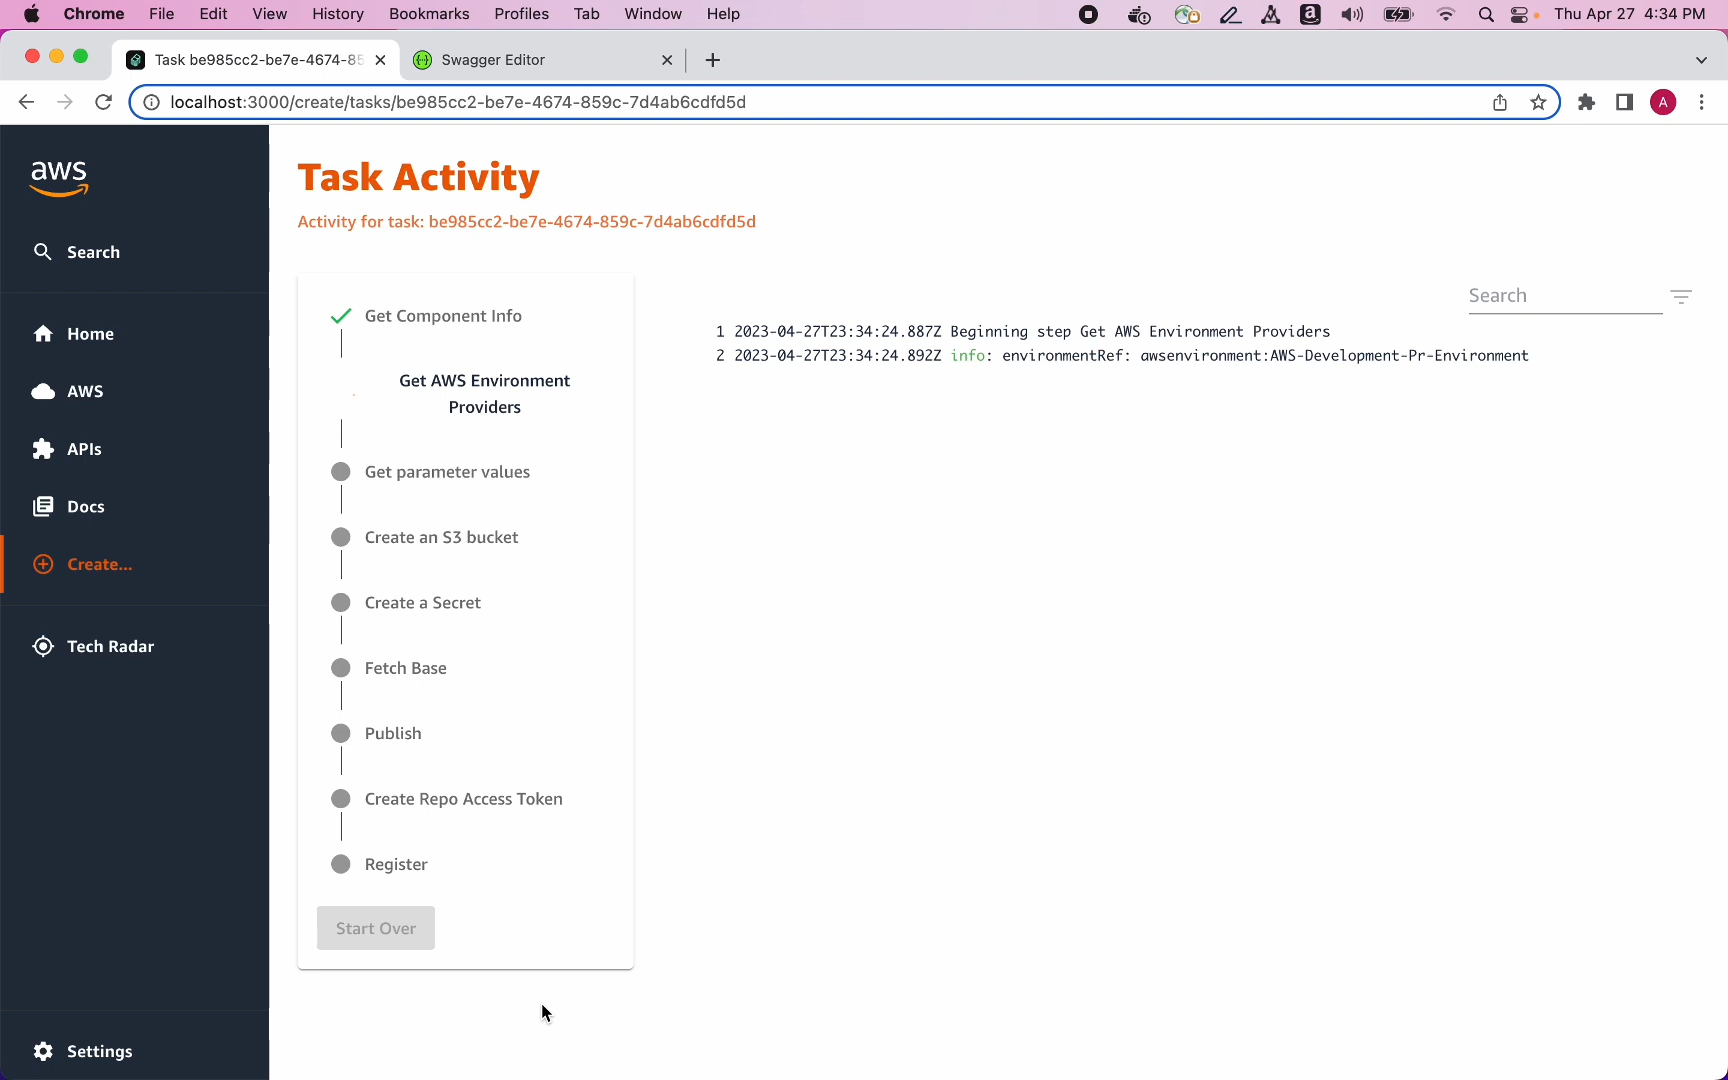 Chrome File Edit View History Bookmarks Profiles Tab Window Help Thu Apr 27 4:34 PM
Task be985cc2-be7e-4674-85 Swagger Editor
localhost:3000/create/tasks/be985cc2-be7e-4674-859c-7d4ab6cdfd5d A
aws
Search
Home
AWS
APIs
Docs
Create...
Tech Radar
Settings
Task Activity
Activity for task: be985cc2-be7e-4674-859c-7d4ab6cdfd5d
Get Component Info
Get AWS Environment
Providers
Get parameter values
Create an S3 bucket
Create a Secret
Fetch Base
Publish
Create Repo Access Token
Register
Start Over
Search
1 2023-04-27T23:34:24.887Z Beginning step Get AWS Environment Providers
2 2023-04-27T23:34:24.892Z info: environmentRef: awsenvironment:AWS-Development-Pr-Environment